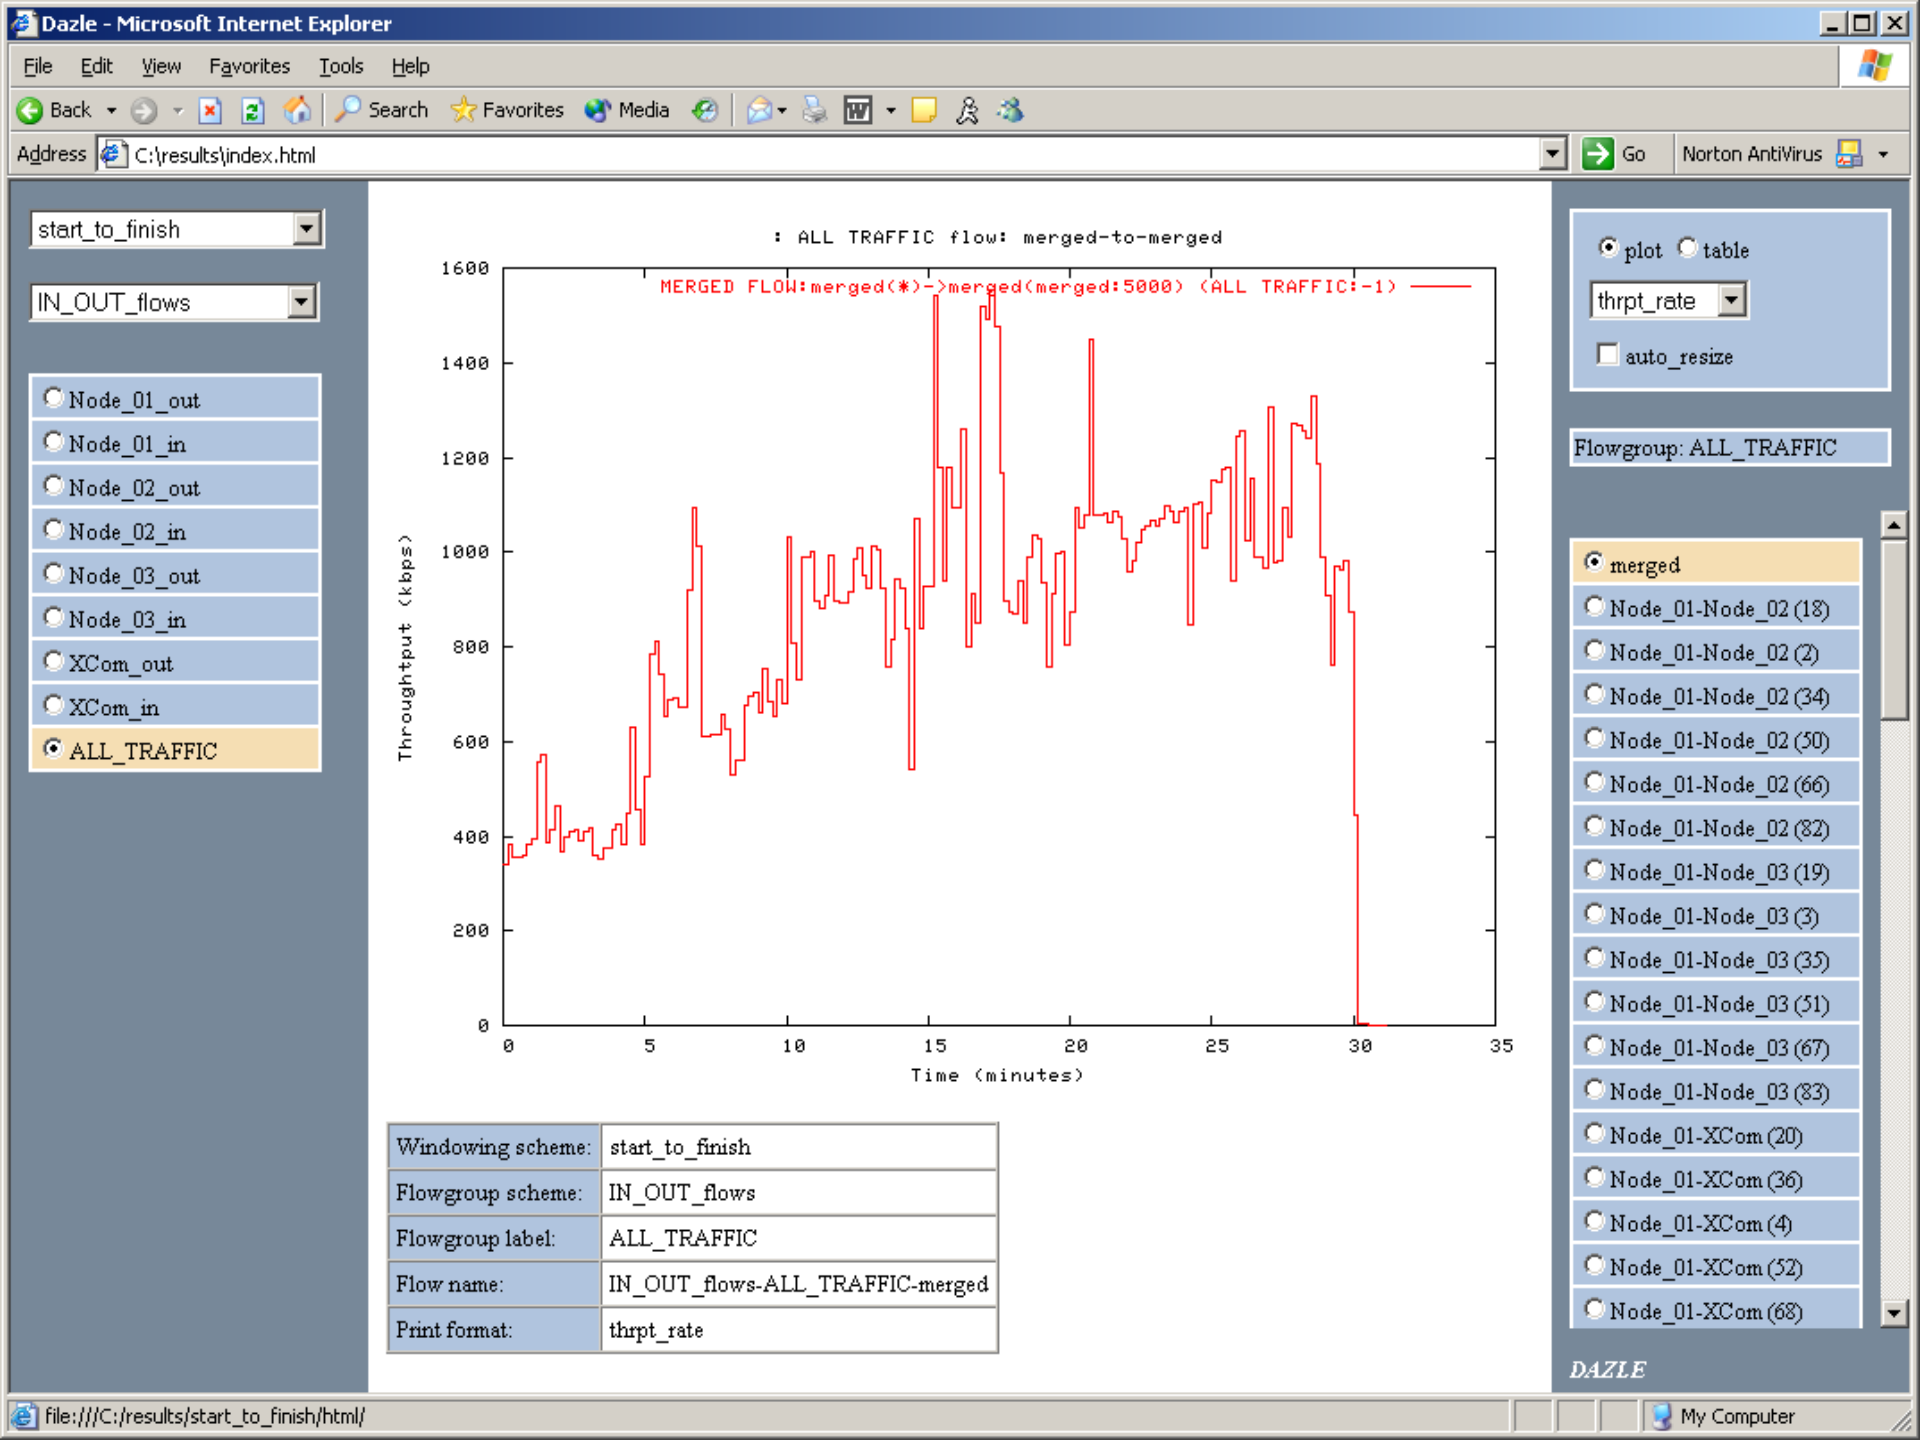 Dazle - Microsoft Internet Explorer
File Edit View Favorites Tools Help
Back Search Favorites Media
Address C:\results\index.html Go Norton AntiVirus
start_to_finish
IN_OUT_flows
Node_01_out
Node_01_in
Node_02_out
Node_02_in
Node_03_out
Node_03_in
XCom_out
XCom_in
ALL_TRAFFIC
: ALL TRAFFIC flow: merged-to-merged
MERGED FLOW:merged(*)->merged(merged:5000) (ALL TRAFFIC:-1)
1600
1400
1200
1000
800
600
400
200
0
Throughtput (kbps)
0 5 10 15 20 25 30 35
Time (minutes)
Windowing scheme: start_to_finish
Flowgroup scheme: IN_OUT_flows
Flowgroup label: ALL_TRAFFIC
Flow name: IN_OUT_flows-ALL_TRAFFIC-merged
Print format: thrpt_rate
plot table
thrpt_rate
auto_resize
Flowgroup: ALL_TRAFFIC
merged
Node_01-Node_02 (18)
Node_01-Node_02 (2)
Node_01-Node_02 (34)
Node_01-Node_02 (50)
Node_01-Node_02 (66)
Node_01-Node_02 (82)
Node_01-Node_03 (19)
Node_01-Node_03 (3)
Node_01-Node_03 (35)
Node_01-Node_03 (51)
Node_01-Node_03 (67)
Node_01-Node_03 (83)
Node_01-XCom (20)
Node_01-XCom (36)
Node_01-XCom (4)
Node_01-XCom (52)
Node_01-XCom (68)
DAZLE
file:///C:/results/start_to_finish/html/ My Computer